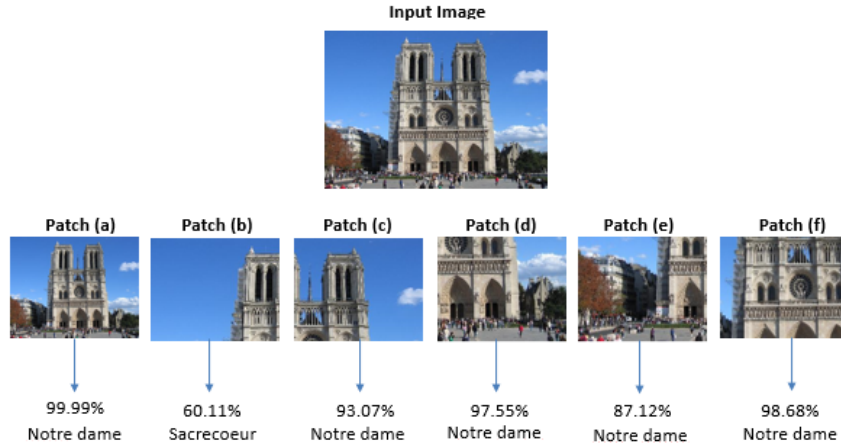 Input Image
Patch (a) Patch (b) Patch (c) Patch (d) Patch (e) Patch (f)
99.99% 60.11% 93.07% 97.55% 87.12% 98.68%
Notre dame Sacrecoeur Notre dame Notre dame Notre dame Notre dame